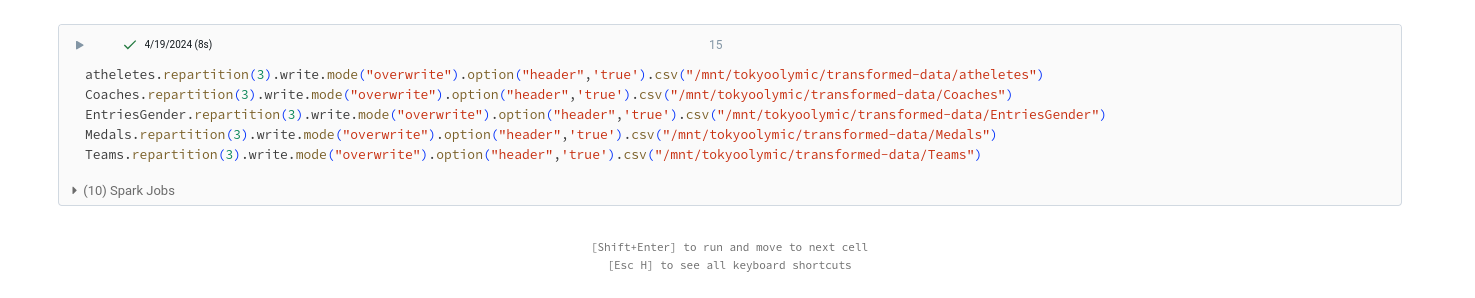 4/19/2024 (8s) 15
atheletes.repartition(3).write.mode("overwrite").option("header",'true').csv("/mnt/tokyoolymic/transformed-data/atheletes")
Coaches.repartition(3).write.mode("overwrite").option("header",'true').csv("/mnt/tokyoolymic/transformed-data/Coaches")
EntriesGender.repartition(3).write.mode("overwrite").option("header",'true').csv("/mnt/tokyoolymic/transformed-data/EntriesGender")
Medals.repartition(3).write.mode("overwrite").option("header",'true').csv("/mnt/tokyoolymic/transformed-data/Medals")
Teams.repartition(3).write.mode("overwrite").option("header",'true').csv("/mnt/tokyoolymic/transformed-data/Teams")
(10) Spark Jobs
[Shift+Enter] to run and move to next cell
[Esc H] to see all keyboard shortcuts